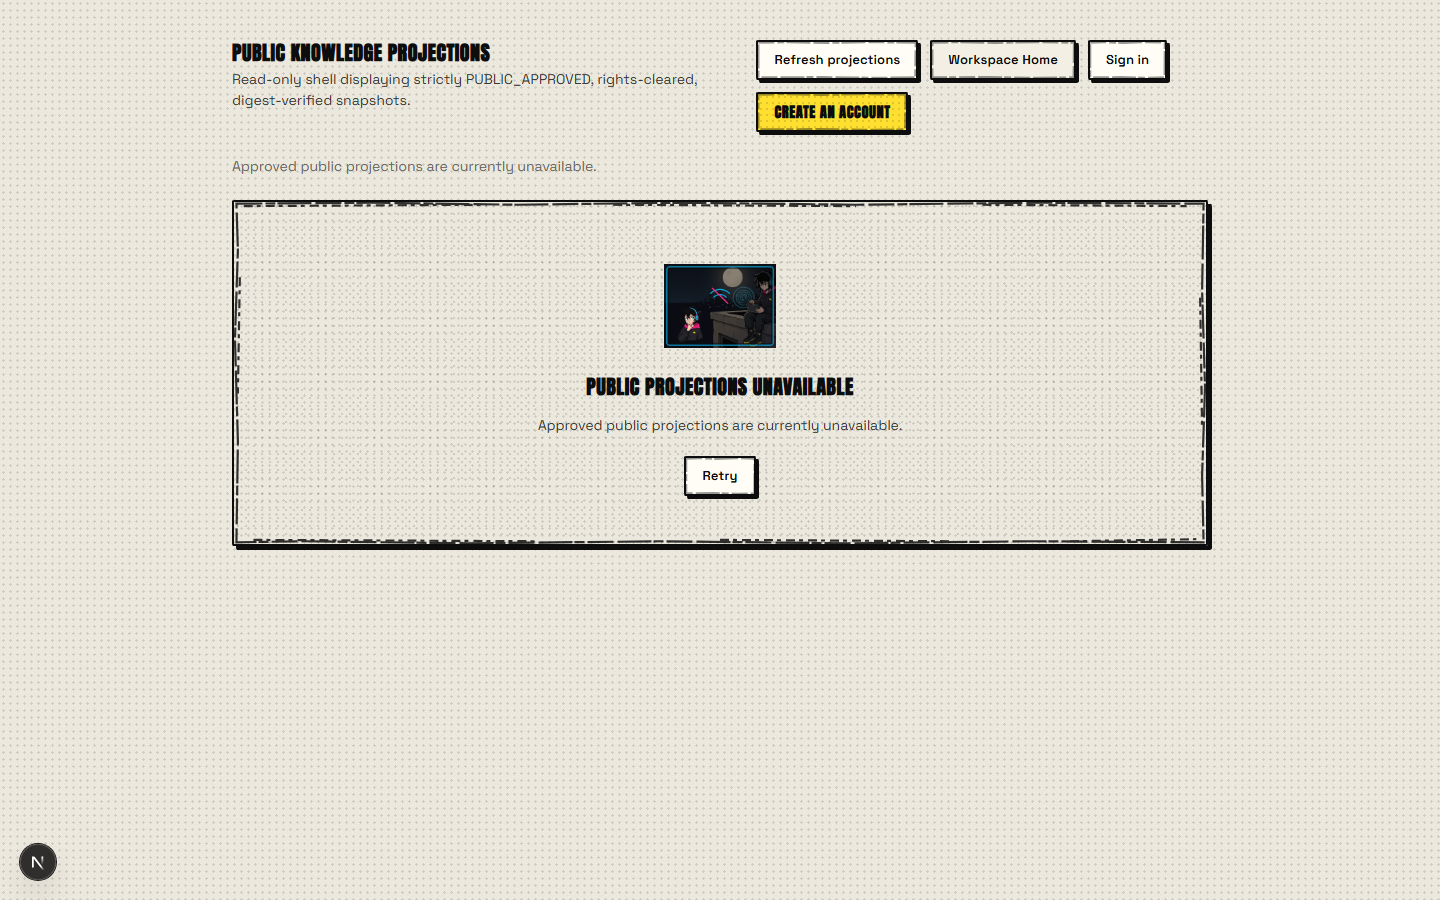 PUBLIC KNOWLEDGE PROJECTIONS
Read-only shell displaying strictly PUBLIC_APPROVED, rights-cleared,
digest-verified snapshots.
Refresh projections
Workspace Home
Sign in
CREATE AN ACCOUNT
Approved public projections are currently unavailable.
PUBLIC PROJECTIONS UNAVAILABLE
Approved public projections are currently unavailable.
Retry
N